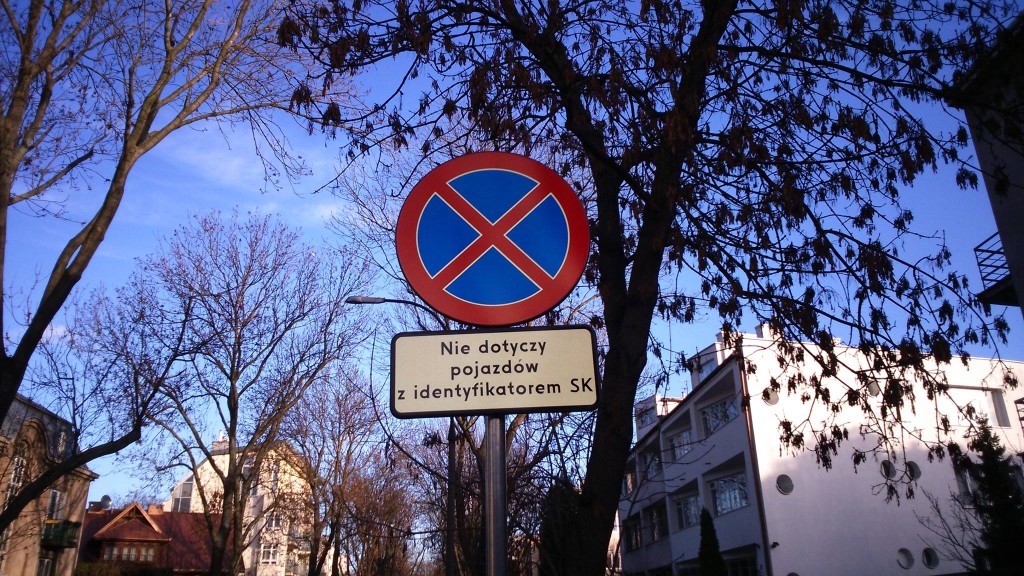 Nie dotyczy
pojazdów
z identyfikatorem SK